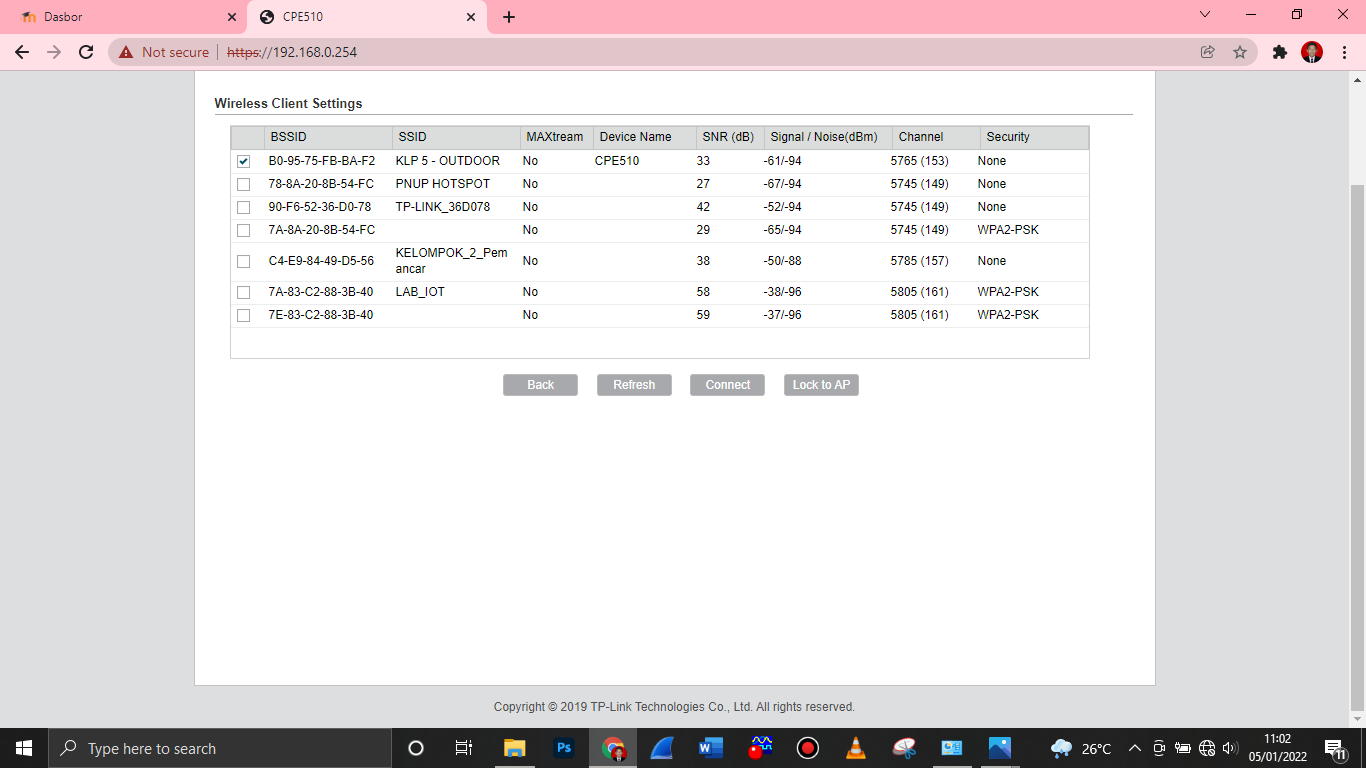 Dasbor
CPE510
Not secure
https://192.168.0.254
Wireless Client Settings
BSSID SSID MAXtream Device Name SNR (dB) Signal / Noise(dBm) Channel Security
B0-95-75-FB-BA-F2 KLP 5 - OUTDOOR No CPE510 33 -61/-94 5765 (153) None
78-8A-20-8B-54-FC PNUP HOTSPOT No 27 -67/-94 5745 (149) None
90-F6-52-36-D0-78 TP-LINK_36D078 No 42 -52/-94 5745 (149) None
7A-8A-20-8B-54-FC No 29 -65/-94 5745 (149) WPA2-PSK
C4-E9-84-49-D5-56 KELOMPOK_2_Pem
ancar No 38 -50/-88 5785 (157) None
7A-83-C2-88-3B-40 LAB_IOT No 58 -38/-96 5805 (161) WPA2-PSK
7E-83-C2-88-3B-40 No 59 -37/-96 5805 (161) WPA2-PSK
Back Refresh Connect Lock to AP
Copyright © 2019 TP-Link Technologies Co., Ltd. All rights reserved.
Type here to search
Ps
W
26°C
11:02
05/01/2022
11